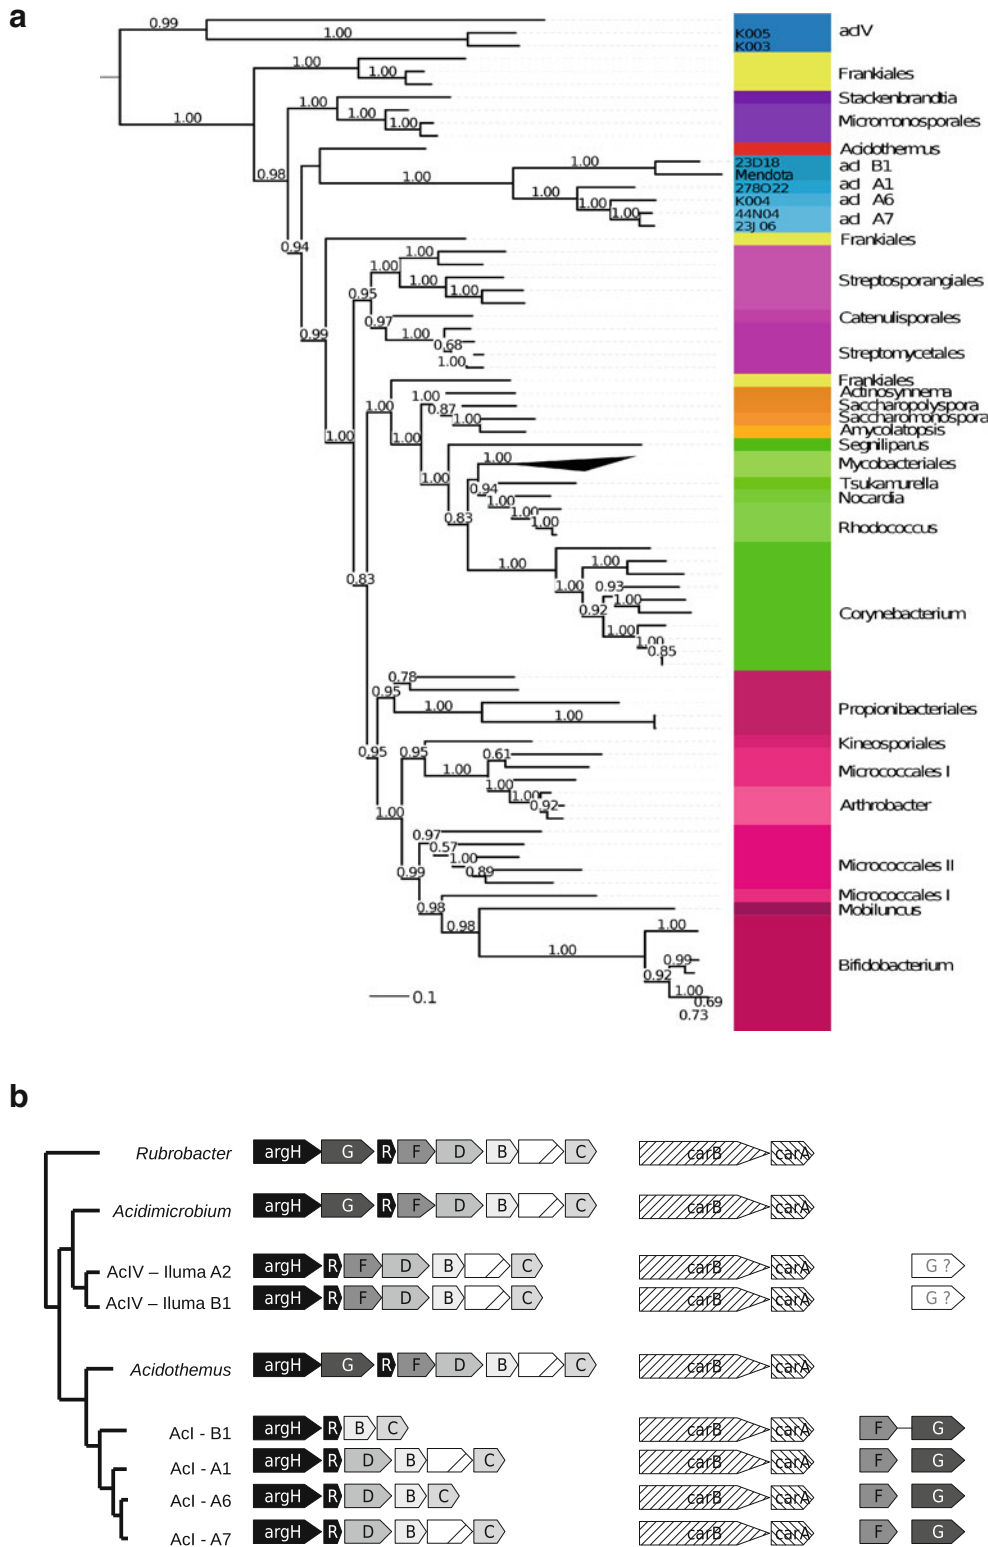 a
0.99
acIV
K005
1.00
K003
1.00
Frankiales
1.00
Stackenbrandtia
1.00
1.00
Micromonosporales
1.00
1.00
Acidothermus
1.00
23D18
acI B1
0.98
1.00
Mendota
278O22
acI A1
1.00
K004
acI A6
1.00
44N04
acI A7
1.00
23J 06
0.94
Frankiales
1.00
1.00
1.00
Streptosporangiales
0.95
1.00
0.97
Catenulisporales
0.99
1.00
0.68
Streptomycetales
1.00
Frankiales
1.00
Actinosynnema
1.00
0.87
Saccharopolyspora
1.00
Saccharomonospora
1.00
1.00
Amycolatopsis
Segniliparus
1.00
Mycobacteriales
1.00
0.94
Tsukamurella
1.00
Nocardia
1.00
0.83
1.00
Rhodococcus
1.00
1.00
0.83
1.00
0.93
1.00
0.92
Corynebacterium
1.00
1.00
0.85
0.78
0.95
1.00
Propionibacteriales
1.00
Kineosporiales
0.95
0.95
0.61
1.00
Micrococcales I
1.00
1.00
0.92
Arthrobacter
1.00
0.97
0.57
1.00
Micrococcales II
0.99
0.89
Micrococcales I
0.98
Mobiluncus
0.98
1.00
1.00
0.99
Bifidobacterium
0.92
1.00
0.1
0.69
0.73
b
Rubrobacter argH G R F D B C carB carA
Acidimicrobium argH G R F D B C carB carA
AcIV – Iluma A2 argH R F D B C carB carA G ?
AcIV – Iluma B1 argH R F D B C carB carA G ?
Acidothemus argH G R F D B C carB carA
AcI - B1 argH R B C carB carA F G
AcI - A1 argH R D B C carB carA F G
AcI - A6 argH R D B C carB carA F G
AcI - A7 argH R D B C carB carA F G